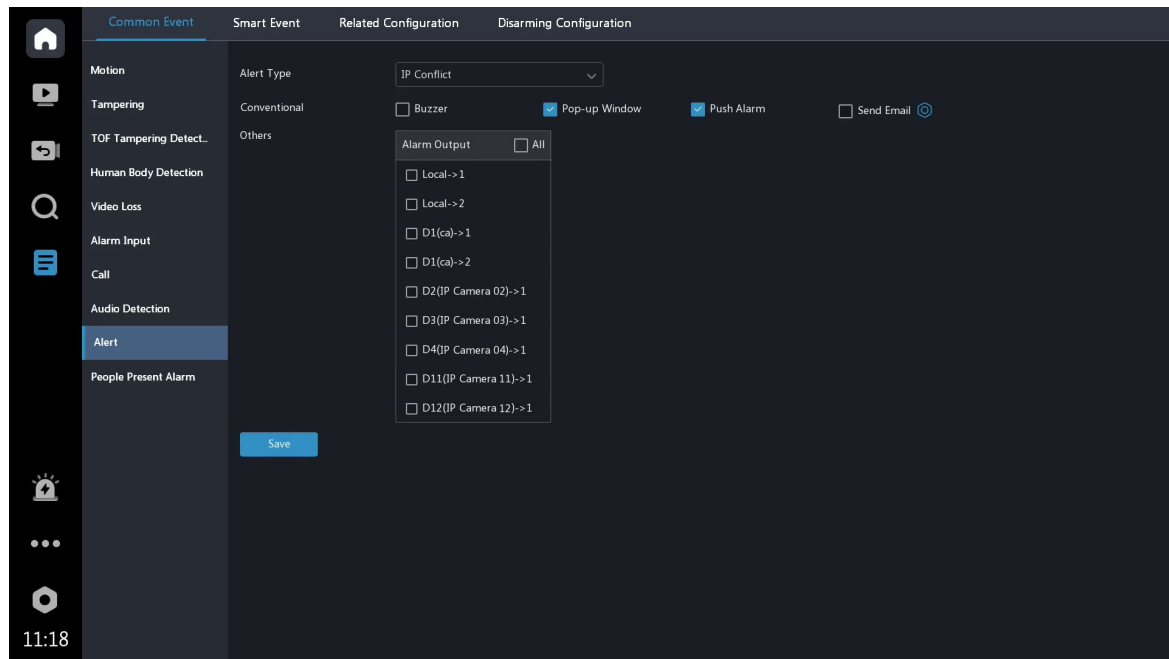 Common Event Smart Event Related Configuration Disarming Configuration
Motion
Tampering
TOF Tampering Detect...
Human Body Detection
Video Loss
Alarm Input
Call
Audio Detection
Alert
People Present Alarm
Alert Type IP Conflict
Conventional Buzzer Pop-up Window Push Alarm Send Email
Others
Alarm Output All
Local->1
Local->2
D1(ca)->1
D1(ca)->2
D2(IP Camera 02)->1
D3(IP Camera 03)->1
D4(IP Camera 04)->1
D11(IP Camera 11)->1
D12(IP Camera 12)->1
Save
11:18